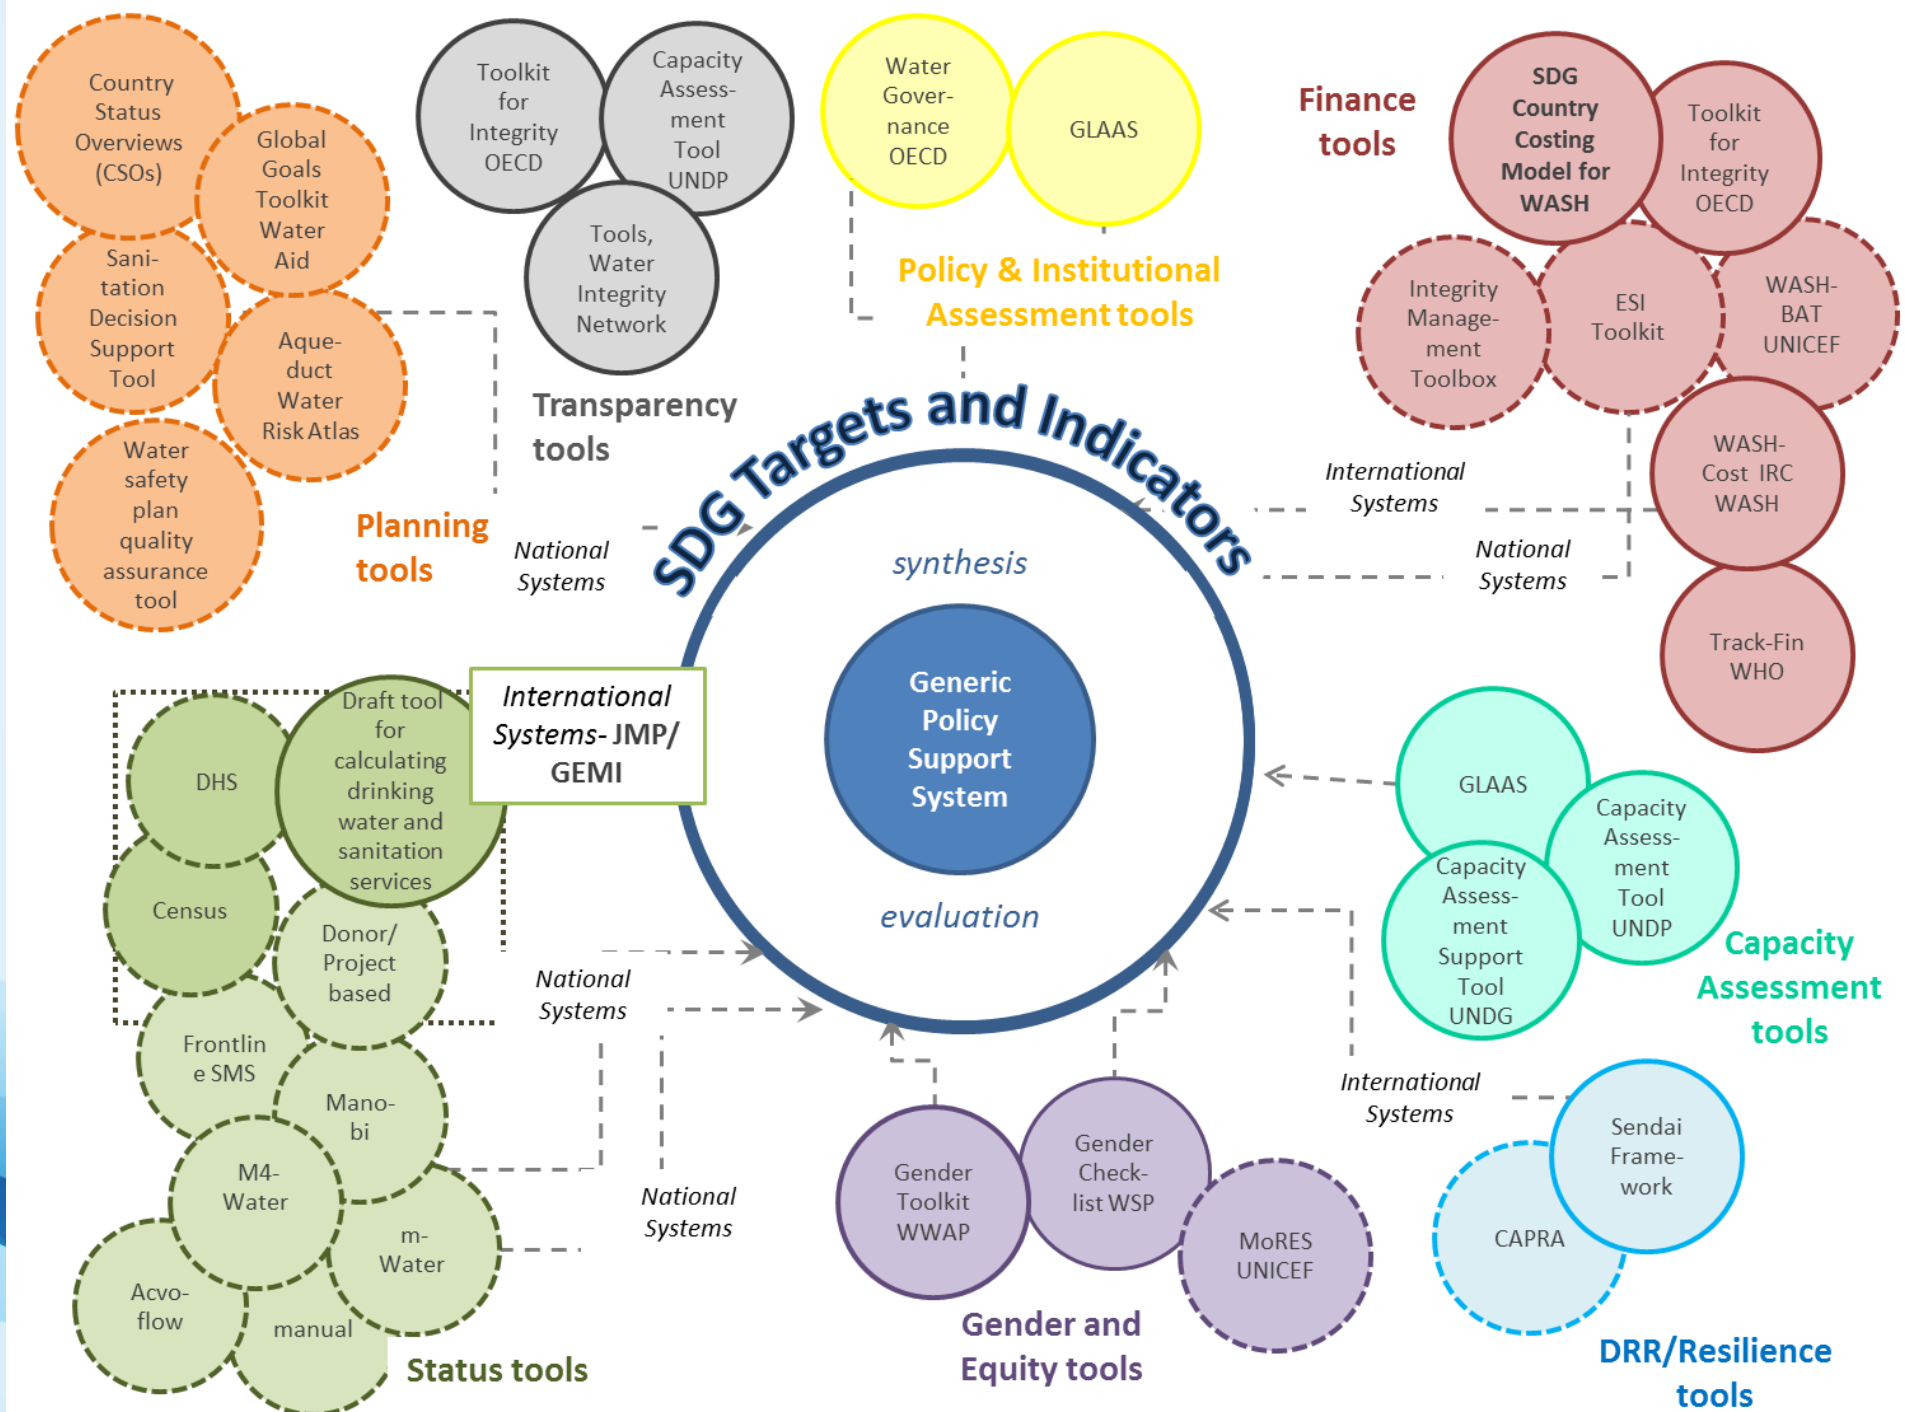 Country
Status
Overviews
(CSOs)
Global
Goals
Toolkit
Water
Aid
Sani-
tation
Decision
Support
Tool
Aque-
duct
Water
Risk Atlas
Water
safety
plan
quality
assurance
tool
Planning
tools
Toolkit
for
Integrity
OECD
Capacity
Assess-
ment
Tool
UNDP
Tools,
Water
Integrity
Network
Transparency
tools
Water
Gover-
nance
OECD
GLAAS
Policy & Institutional
Assessment tools
Finance
tools
SDG
Country
Costing
Model for
WASH
Toolkit
for
Integrity
OECD
Integrity
Manage-
ment
Toolbox
ESI
Toolkit
WASH-
BAT
UNICEF
WASH-
Cost IRC
WASH
Track-Fin
WHO
International
Systems
National
Systems
National
Systems
SDG Targets and Indicators
synthesis
Generic
Policy
Support
System
evaluation
International
Systems- JMP/
GEMI
DHS
Draft tool
for
calculating
drinking
water and
sanitation
services
Census
Donor/
Project
based
Frontlin
e SMS
Mano-
bi
M4-
Water
m-
Water
Acvo-
flow
manual
Status tools
National
Systems
National
Systems
Gender
Toolkit
WWAP
Gender
Check-
list WSP
MoRES
UNICEF
Gender and
Equity tools
GLAAS
Capacity
Assess-
ment
Tool
UNDP
Capacity
Assess-
ment
Support
Tool
UNDG
Capacity
Assessment
tools
International
Systems
Sendai
Frame-
work
CAPRA
DRR/Resilience
tools